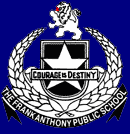 COURAGE IS DESTINY
THE FRANK ANTHONY PUBLIC SCHOOL